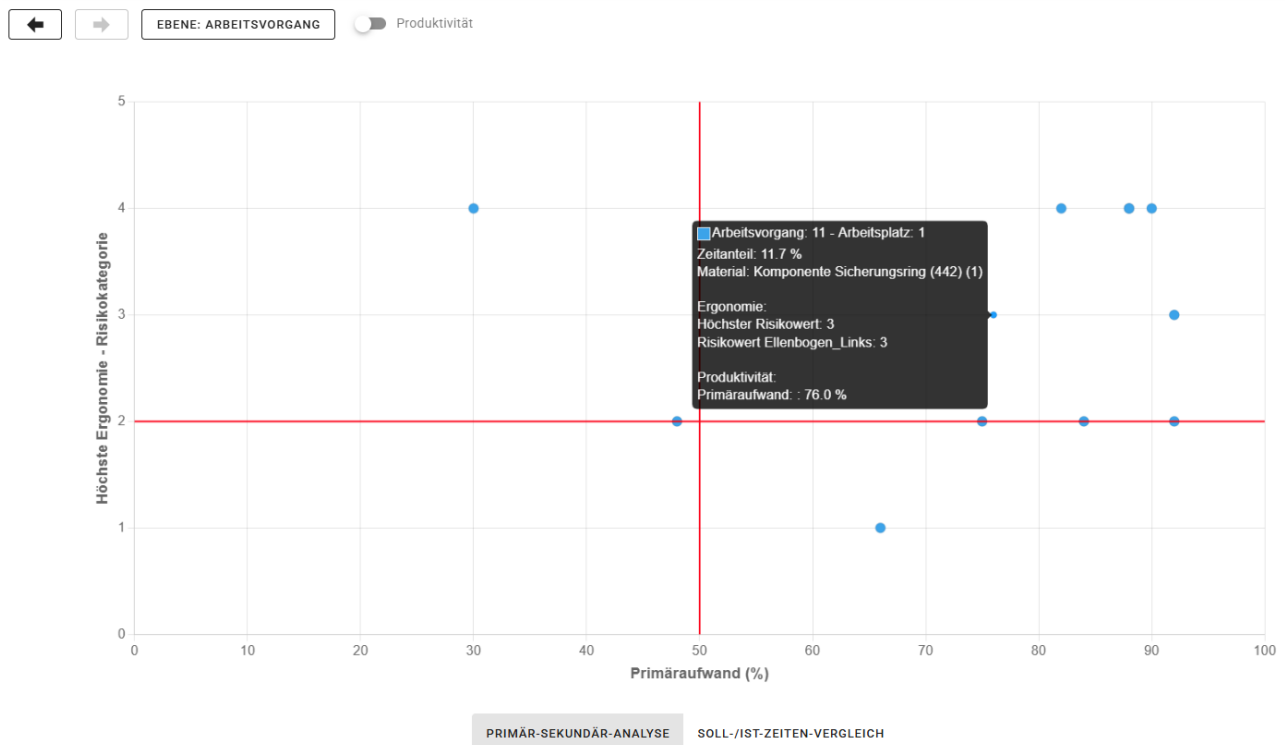 EBENE: ARBEITSVORGANG
Produktivität
5
4
3
2
1
0
Höchste Ergonomie - Risikokategorie
Arbeitsvorgang: 11 - Arbeitsplatz: 1
Zeitanteil: 11.7 %
Material: Komponente Sicherungsring (442) (1)
Ergonomie:
Höchster Risikowert: 3
Risikowert Ellenbogen_Links: 3
Produktivität:
Primäraufwand: : 76.0 %
0 10 20 30 40 50 60 70 80 90 100
Primäraufwand (%)
PRIMÄR-SEKUNDÄR-ANALYSE SOLL-/IST-ZEITEN-VERGLEICH